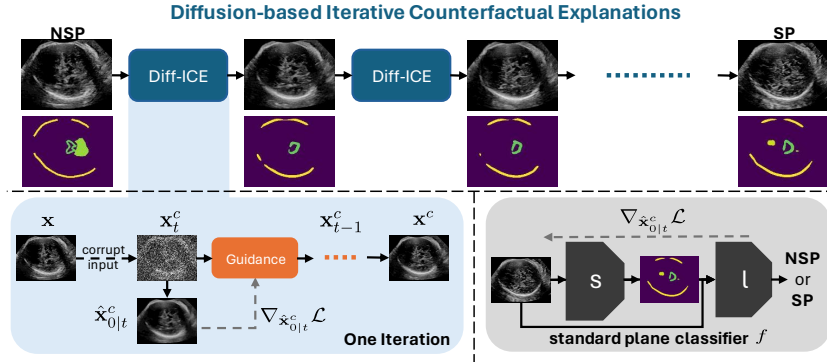 Diffusion-based Iterative Counterfactual Explanations
NSP
SP
Diff-ICE
Diff-ICE
x
x_t^c
x_{t-1}^c
x^c
corrupt
input
Guidance
x̂_{0|t}^c
∇_{x̂_{0|t}^c} L
One Iteration
∇_{x̂_{0|t}^c} L
S
l
NSP
or
SP
standard plane classifier f